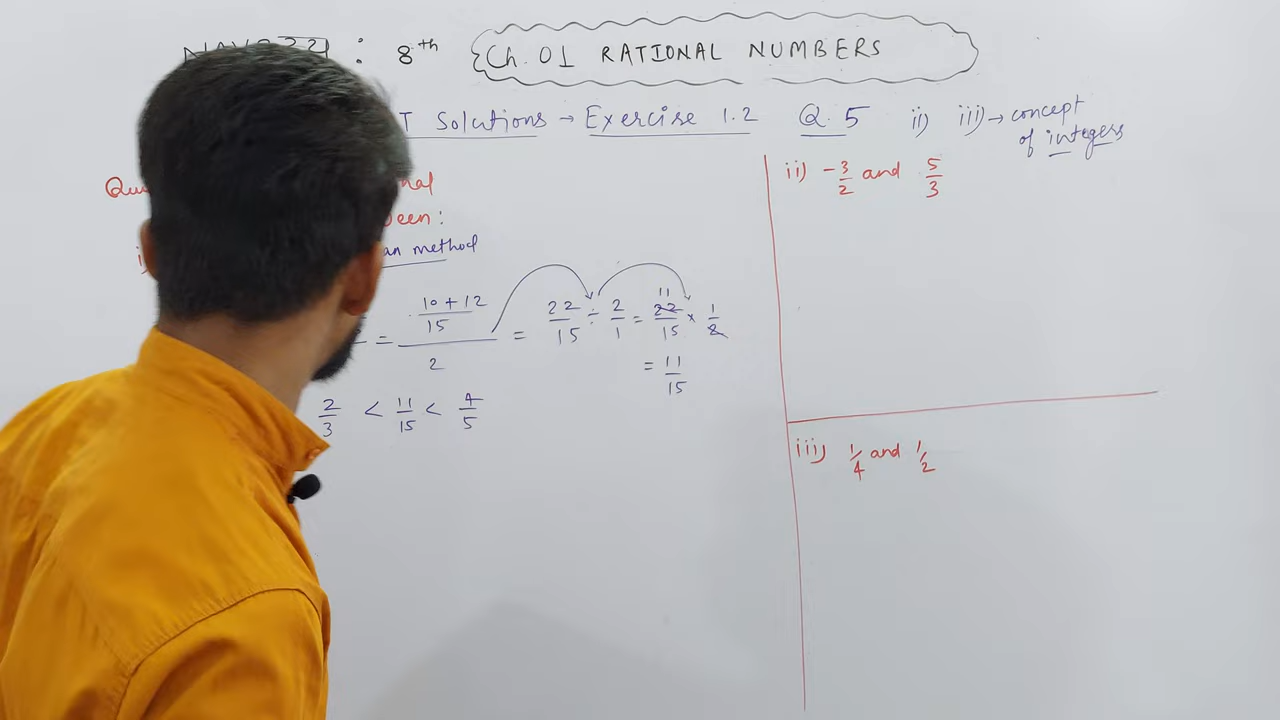 : 8th Ch. 01 RATIONAL NUMBERS
T Solutions → Exercise 1.2 Q. 5 ii) iii) → concept
of integers
ii) -3/2 and 5/3
an method
= (10 + 12)/15 / 2 = 22/15 ÷ 2/1 = 11 22/15 × 1/2
= 11/15
2/3 < 11/15 < 4/5
iii) 1/4 and 1/2